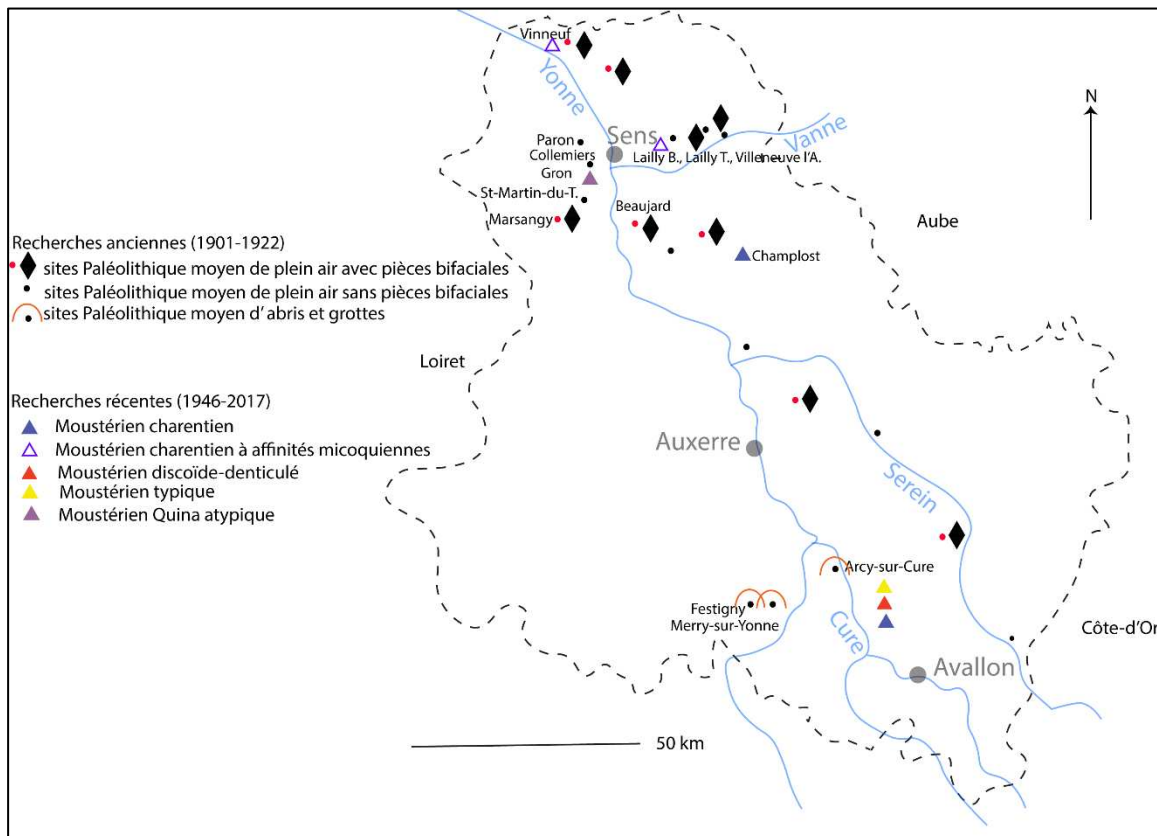 Vinneuf
N
Yonne
Vanne
Sens
Paron
Collemiers
Gron
Lailly B., Lailly T., Villeneuve l'A.
St-Martin-du-T.
Marsangy
Beaujard
Aube
Champlost
Recherches anciennes (1901-1922)
sites Paléolithique moyen de plein air avec pièces bifaciales
sites Paléolithique moyen de plein air sans pièces bifaciales
sites Paléolithique moyen d'abris et grottes
Loiret
Recherches récentes (1946-2017)
Moustérien charentien
Moustérien charentien à affinités micoquiennes
Moustérien discoïde-denticulé
Moustérien typique
Moustérien Quina atypique
Auxerre
Serein
Arcy-sur-Cure
Festigny
Merry-sur-Yonne
Cure
Côte-d'Or
Avallon
50 km